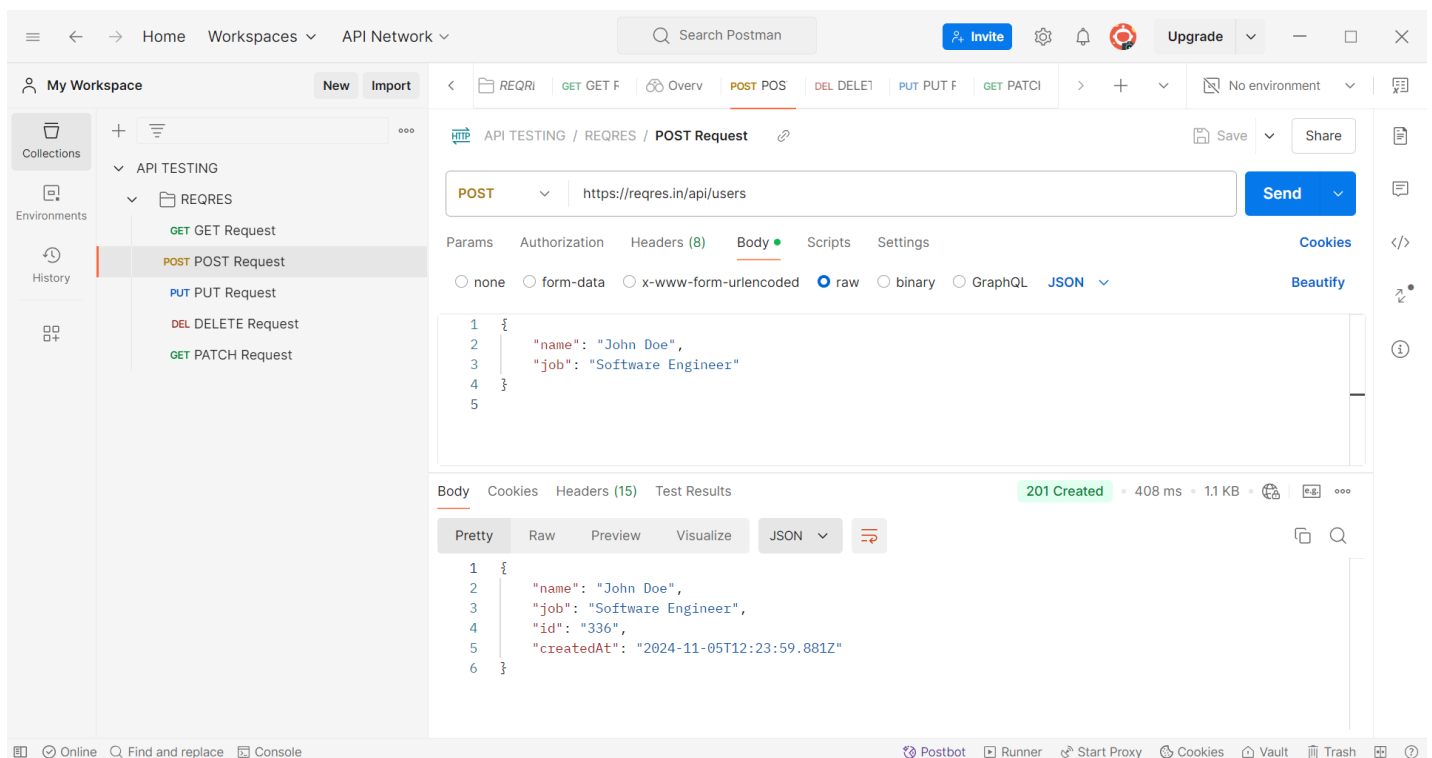 Home Workspaces API Network Search Postman Invite Upgrade
My Workspace New Import REQRI GET GET F Overv POST POS DEL DELET PUT PUT F GET PATCI No environment
Collections
Environments
History
API TESTING
REQRES
GET GET Request
POST POST Request
PUT PUT Request
DEL DELETE Request
GET PATCH Request
HTTP API TESTING / REQRES / POST Request Save Share
POST https://reqres.in/api/users Send
Params Authorization Headers (8) Body Scripts Settings Cookies
none form-data x-www-form-urlencoded raw binary GraphQL JSON Beautify
1 {
2 "name": "John Doe",
3 "job": "Software Engineer"
4 }
5
Body Cookies Headers (15) Test Results 201 Created 408 ms 1.1 KB e.g.
Pretty Raw Preview Visualize JSON
1 {
2 "name": "John Doe",
3 "job": "Software Engineer",
4 "id": "336",
5 "createdAt": "2024-11-05T12:23:59.881Z"
6 }
Online Find and replace Console Postbot Runner Start Proxy Cookies Vault Trash